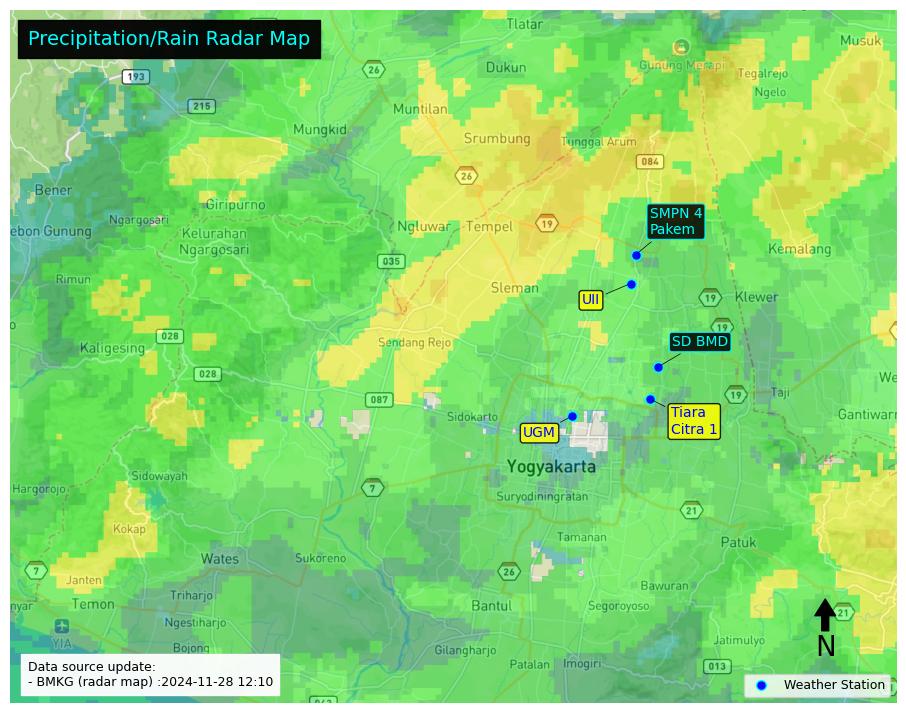 Precipitation/Rain Radar Map
Tlatar
Musuk
26
Gunung Merapi
193
Dukun
Tegalrejo
Ngelo
215
Muntilan
Mungkid
Srumbung
Tunggal Arum
084
26
Bener
Ngargosari
Giripurno
SMPN 4
Pakem
ebon Gunung
Kelurahan
Ngargosari
Ngluwar
Tempel
19
Kemalang
035
Rimun
Sleman
UII
19
Klewer
19
028
Kaligesing
Sendang Rejo
SD BMD
028
We
087
19
Taji
Sidokarto
Tiara
Citra 1
Gantiwarn
UGM
Yogyakarta
Sidowayah
Hargorojo
7
Suryodiningratan
21
Kokap
Tamanan
Patuk
Wates
Sukoreno
7
26
Janten
Bawuran
nyar
Temon
Triharjo
Bantul
Segoroyoso
21
Ngestiharjo
YIA
Jatimulyo
N
Bojong
Gilangharjo
Patalan
Imogiri
013
Data source update:
- BMKG (radar map) :2024-11-28 12:10
Weather Station